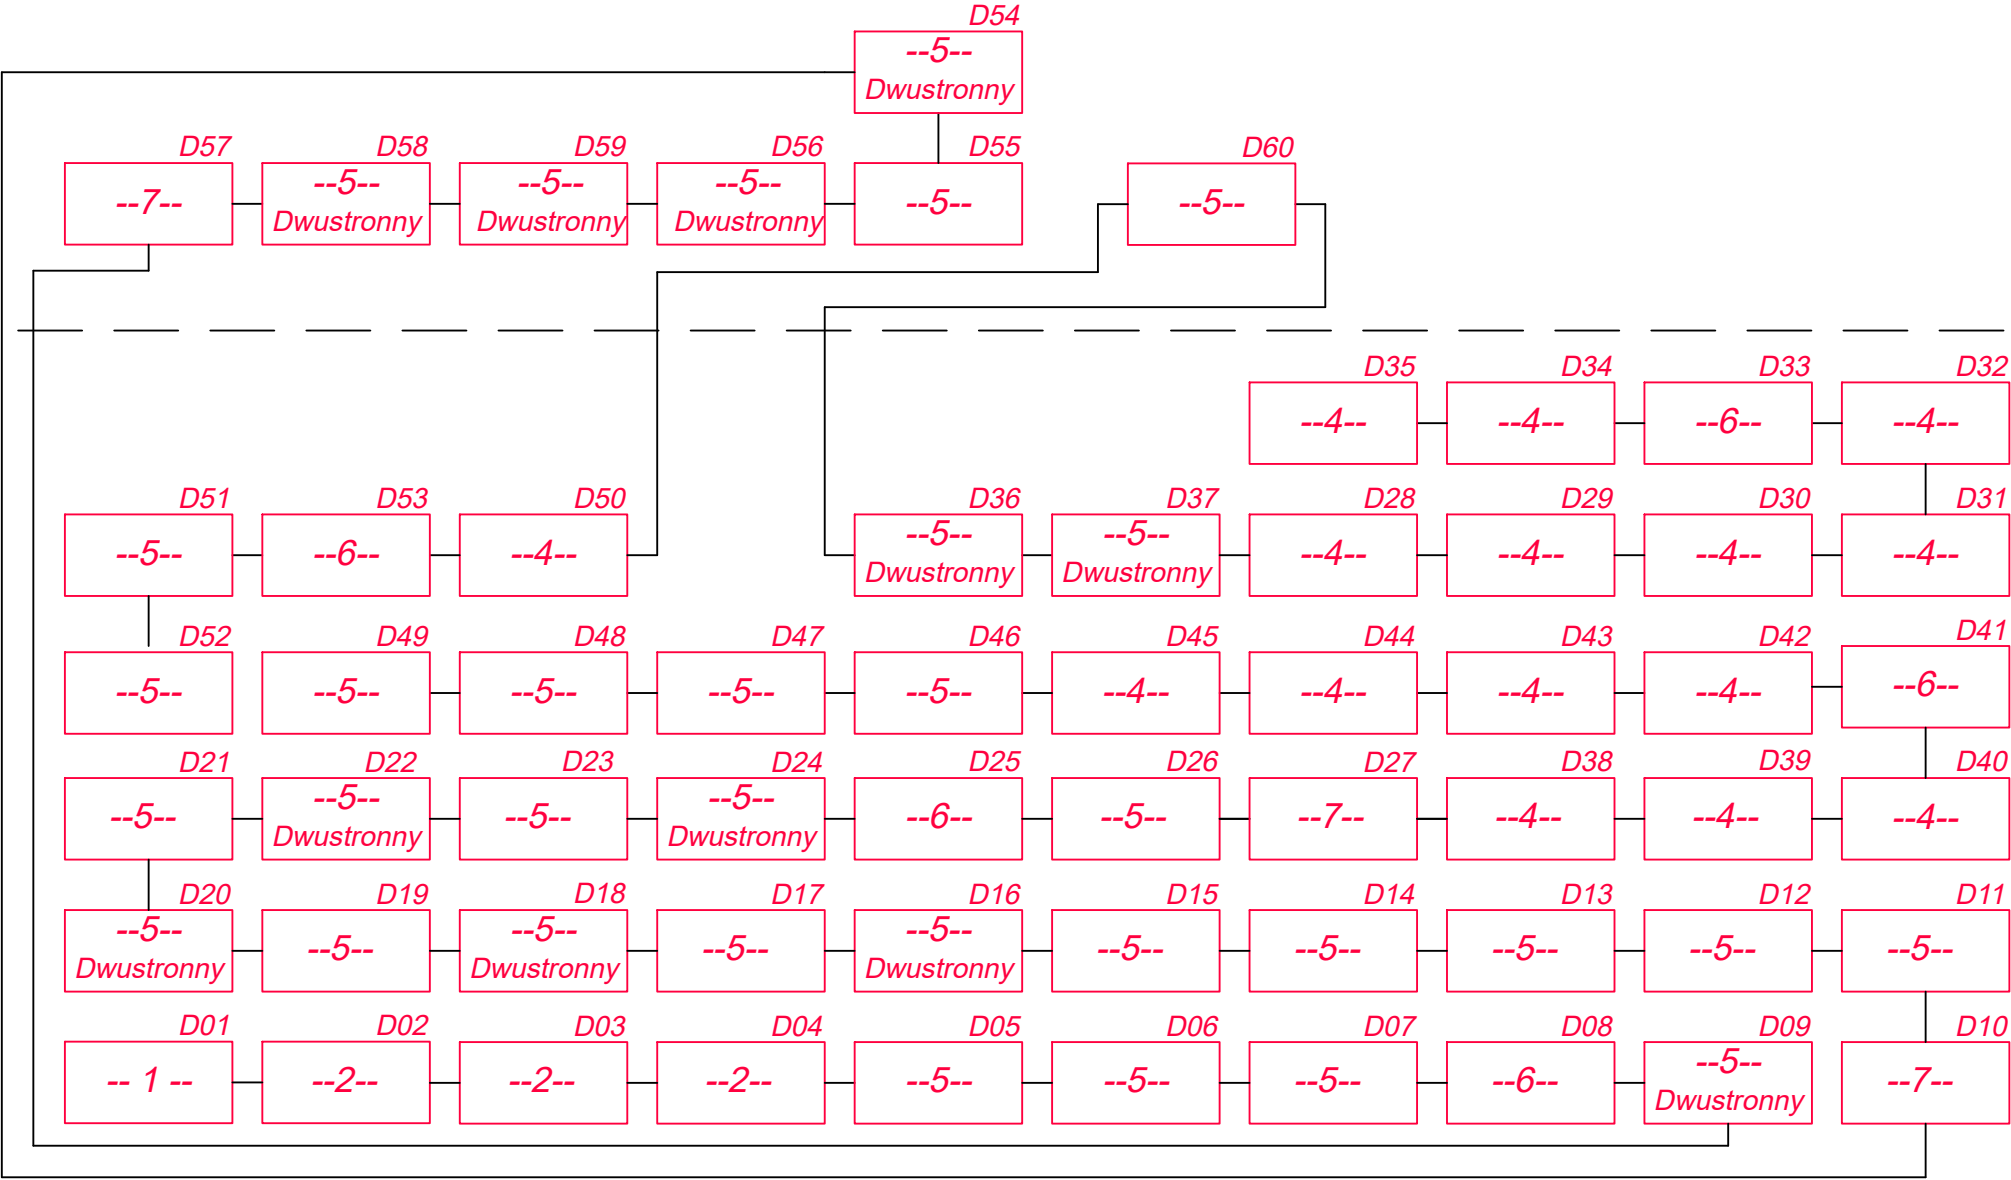 D54
--5--
Dwustronny
D57 D58 D59 D56 D55 D60
--7-- --5-- --5-- --5-- --5-- --5--
Dwustronny Dwustronny Dwustronny
D35 D34 D33 D32
--4-- --4-- --6-- --4--
D51 D53 D50 D36 D37 D28 D29 D30 D31
--5-- --6-- --4-- --5-- --5-- --4-- --4-- --4-- --4--
Dwustronny Dwustronny
D52 D49 D48 D47 D46 D45 D44 D43 D42 D41
--5-- --5-- --5-- --5-- --5-- --4-- --4-- --4-- --4-- --6--
D21 D22 D23 D24 D25 D26 D27 D38 D39 D40
--5-- --5-- --5-- --5-- --6-- --5-- --7-- --4-- --4-- --4--
Dwustronny Dwustronny
D20 D19 D18 D17 D16 D15 D14 D13 D12 D11
--5-- --5-- --5-- --5-- --5-- --5-- --5-- --5-- --5-- --5--
Dwustronny Dwustronny Dwustronny
D01 D02 D03 D04 D05 D06 D07 D08 D09 D10
-- 1 -- --2-- --2-- --2-- --5-- --5-- --5-- --6-- --5-- --7--
Dwustronny